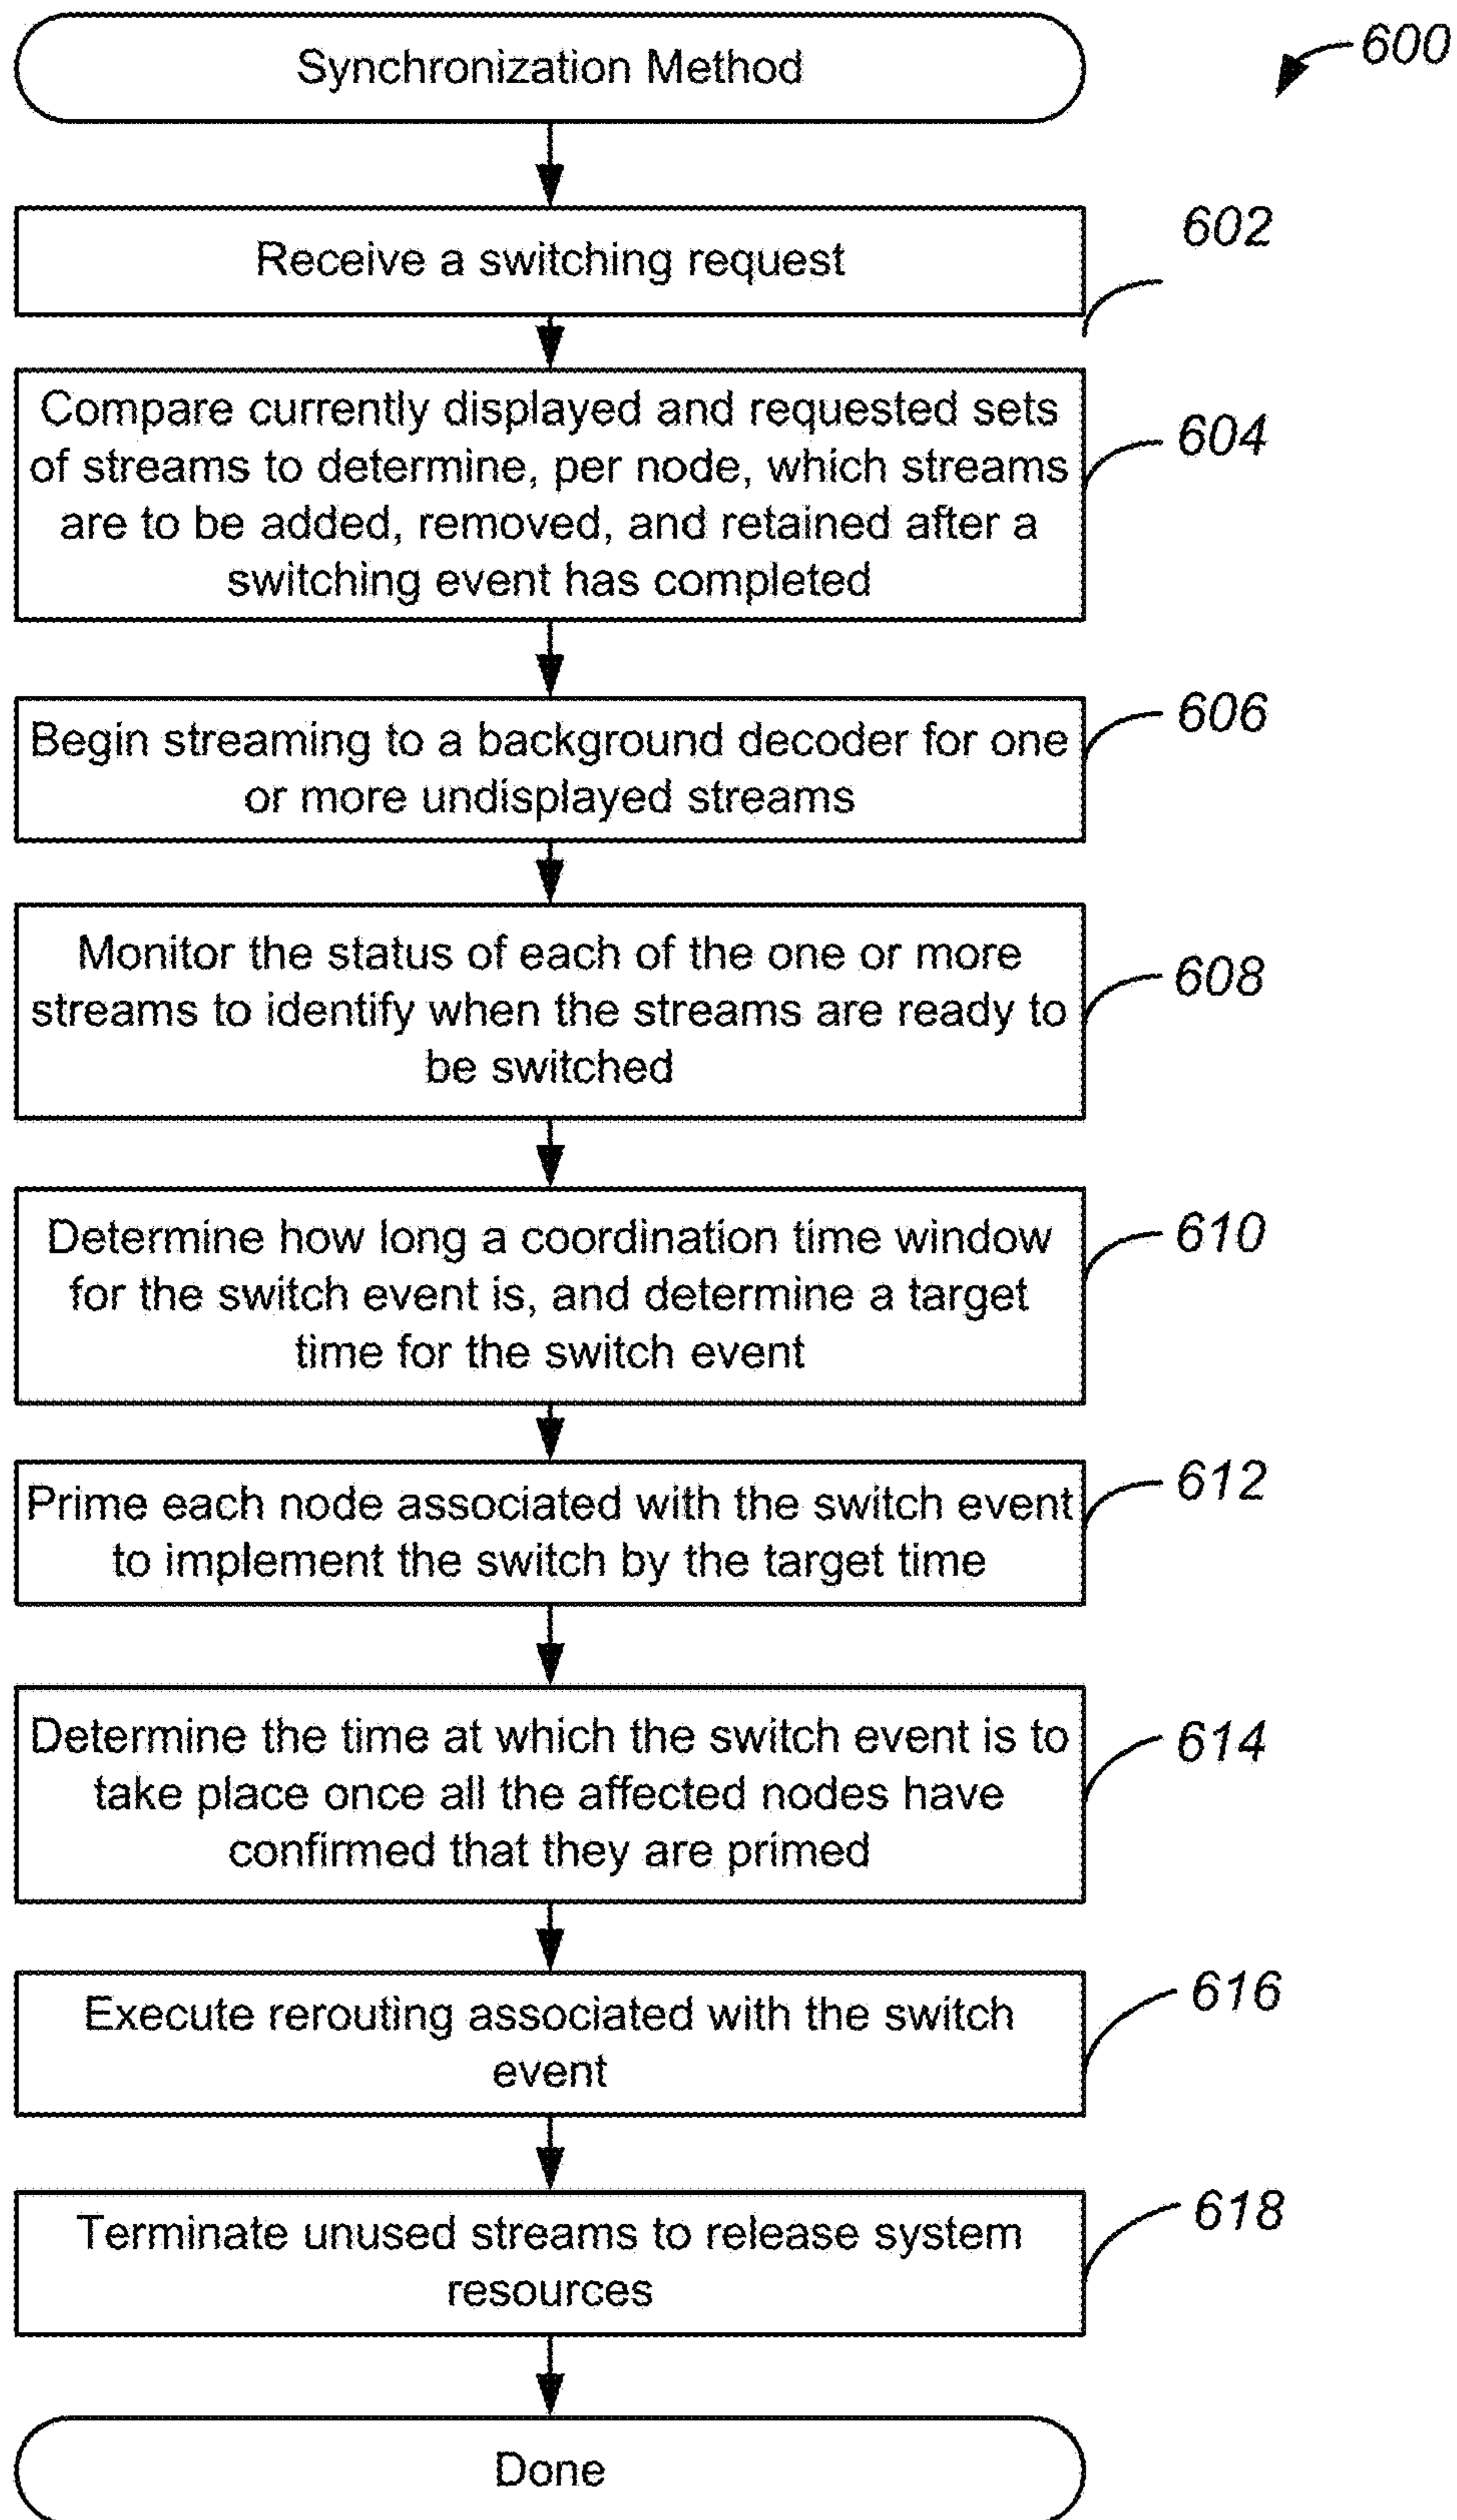 Synchronization Method
600
Receive a switching request
602
Compare currently displayed and requested sets
of streams to determine, per node, which streams
are to be added, removed, and retained after a
switching event has completed
604
Begin streaming to a background decoder for one
or more undisplayed streams
606
Monitor the status of each of the one or more
streams to identify when the streams are ready to
be switched
608
Determine how long a coordination time window
for the switch event is, and determine a target
time for the switch event
610
Prime each node associated with the switch event
to implement the switch by the target time
612
Determine the time at which the switch event is to
take place once all the affected nodes have
confirmed that they are primed
614
Execute rerouting associated with the switch
event
616
Terminate unused streams to release system
resources
618
Done